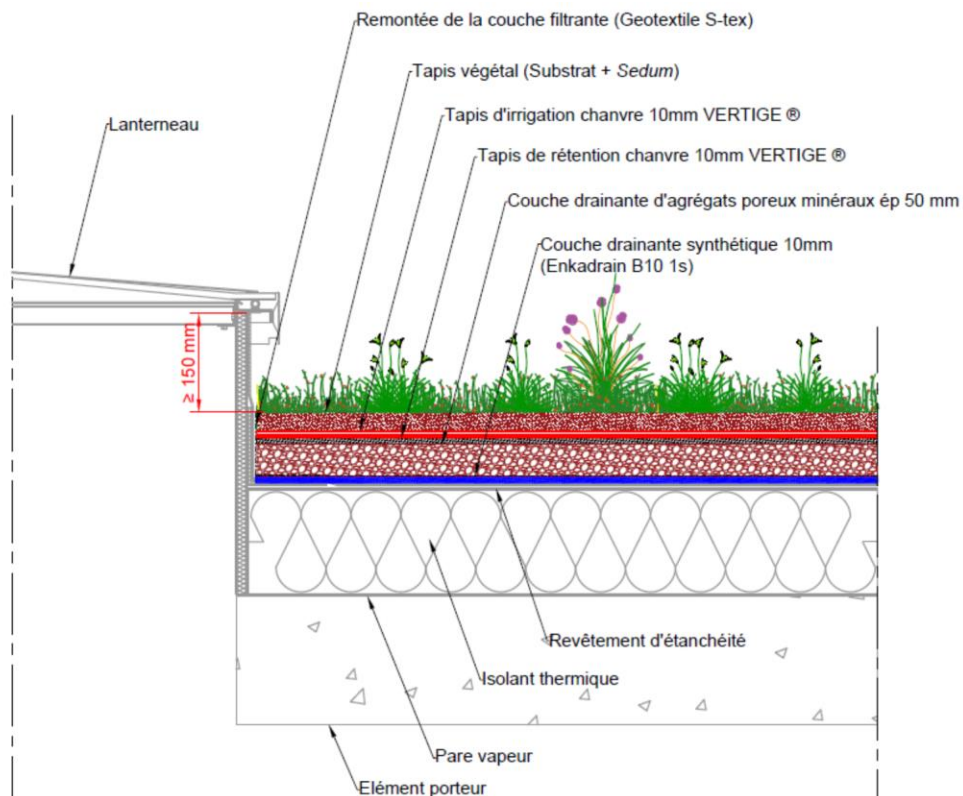 Remontée de la couche filtrante (Geotextile S-tex)
Tapis végétal (Substrat + Sedum)
Tapis d'irrigation chanvre 10mm VERTIGE ®
Lanterneau
Tapis de rétention chanvre 10mm VERTIGE ®
Couche drainante d'agrégats poreux minéraux ép 50 mm
Couche drainante synthétique 10mm
(Enkadrain B10 1s)
≥ 150 mm
Revêtement d'étanchéité
Isolant thermique
Pare vapeur
Elément porteur